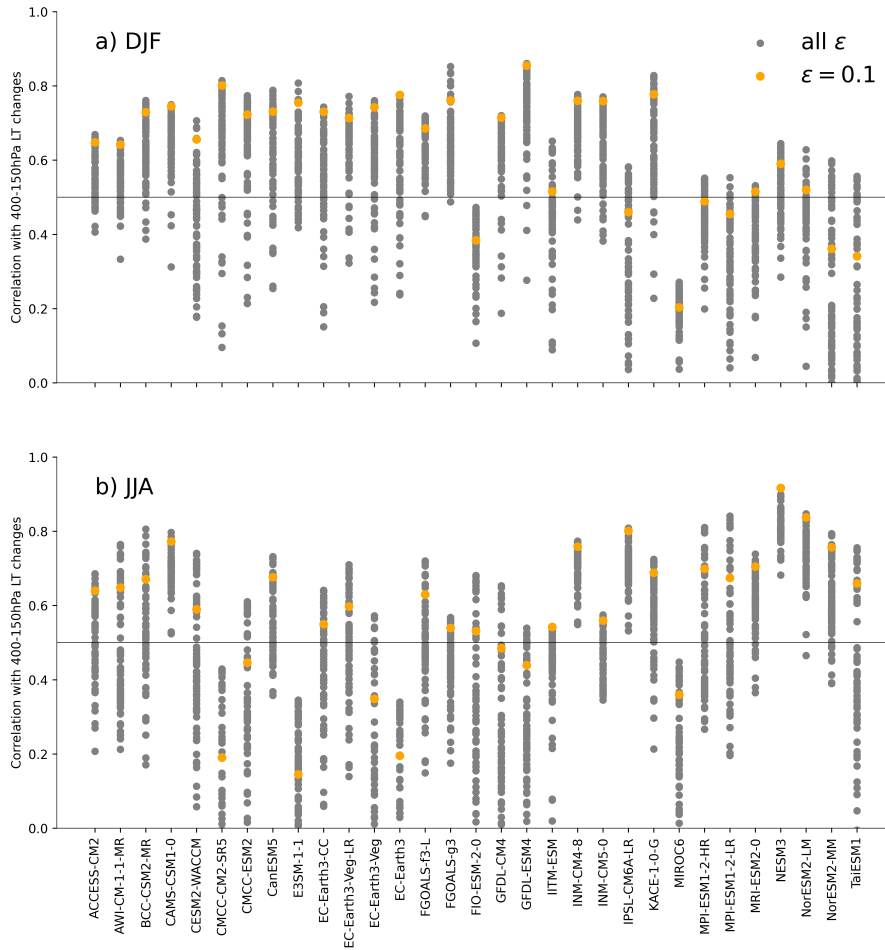 1.0
0.8
0.6
0.4
0.2
0.0
Correlation with 400-150hPa LT changes
a) DJF
all ε
ε = 0.1
1.0
0.8
0.6
0.4
0.2
0.0
Correlation with 400-150hPa LT changes
b) JJA
ACCESS-CM2
AWI-CM-1-1-MR
BCC-CSM2-MR
CAMS-CSM1-0
CESM2-WACCM
CMCC-CM2-SR5
CMCC-ESM2
CanESM5
E3SM-1-1
EC-Earth3-CC
EC-Earth3-Veg-LR
EC-Earth3-Veg
EC-Earth3
FGOALS-f3-L
FGOALS-g3
FIO-ESM-2-0
GFDL-CM4
GFDL-ESM4
IITM-ESM
INM-CM4-8
INM-CM5-0
IPSL-CM6A-LR
KACE-1-0-G
MIROC6
MPI-ESM1-2-HR
MPI-ESM1-2-LR
MRI-ESM2-0
NESM3
NorESM2-LM
NorESM2-MM
TaiESM1